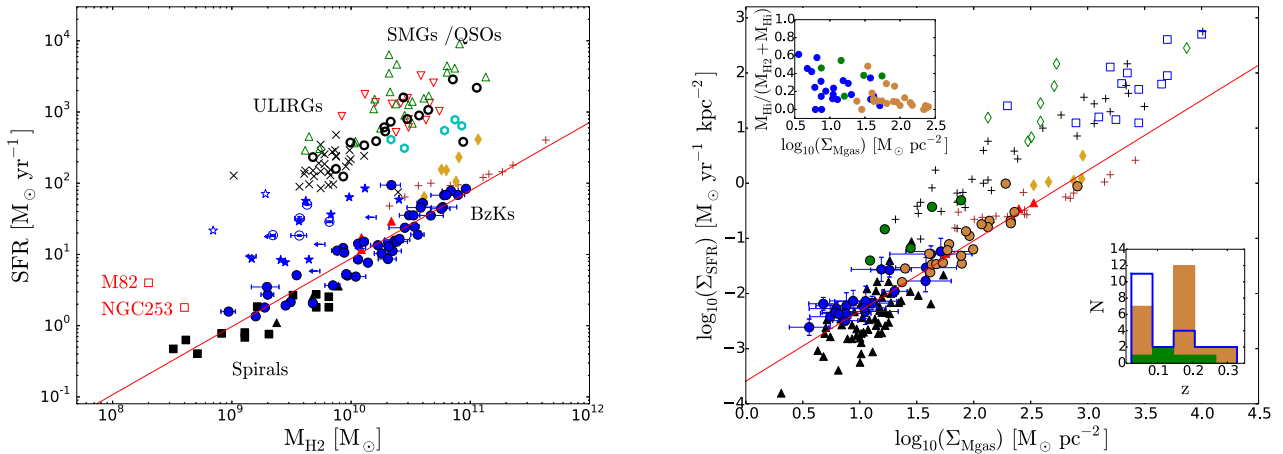 SFR [M⊙ yr⁻¹]
10⁴
10³
10²
10¹
10⁰
10⁻¹
SMGs /QSOs
ULIRGs
BzKs
M82
NGC253
Spirals
10⁸ 10⁹ 10¹⁰ 10¹¹ 10¹²
M_H2 [M⊙]
log₁₀(Σ_SFR) [M⊙ yr⁻¹ kpc⁻²]
3
2
1
0
−1
−2
−3
−4
M_Hi/(M_H2 + M_Hi)
1.0
0.8
0.6
0.4
0.2
0.0
0.5 1.0 1.5 2.0 2.5
log₁₀(Σ_Mgas) [M⊙ pc⁻²]
N
14
12
10
8
6
4
2
0
0.1 0.2 0.3
z
0.0 0.5 1.0 1.5 2.0 2.5 3.0 3.5 4.0 4.5
log₁₀(Σ_Mgas) [M⊙ pc⁻²]